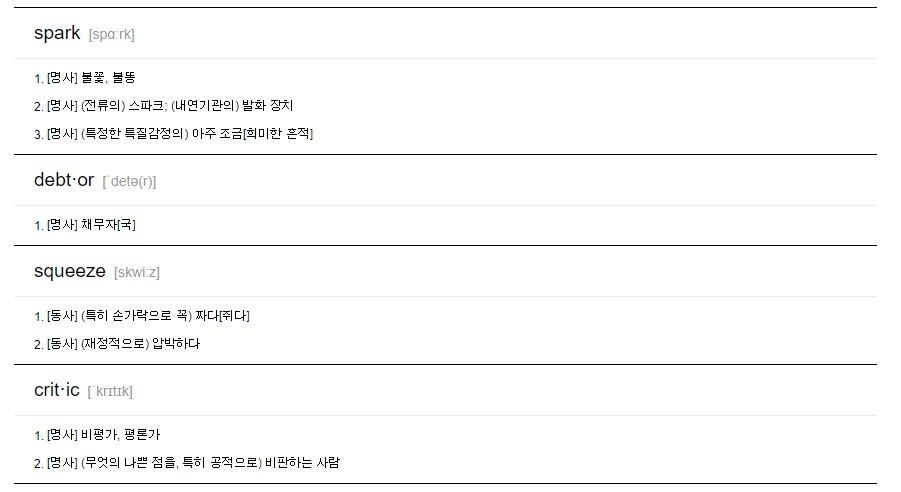 spark [spɑːrk]
1. [명사] 불꽃, 불똥
2. [명사] (전류의) 스파크; (내연기관의) 발화 장치
3. [명사] (특정한 특질감정의) 아주 조금[희미한 흔적]
debt·or [ˈdetə(r)]
1. [명사] 채무자[국]
squeeze [skwiːz]
1. [동사] (특히 손가락으로 꼭) 짜다[쥐다]
2. [동사] (재정적으로) 압박하다
crit·ic [ˈkrɪtɪk]
1. [명사] 비평가, 평론가
2. [명사] (무엇의 나쁜 점을, 특히 공적으로) 비판하는 사람